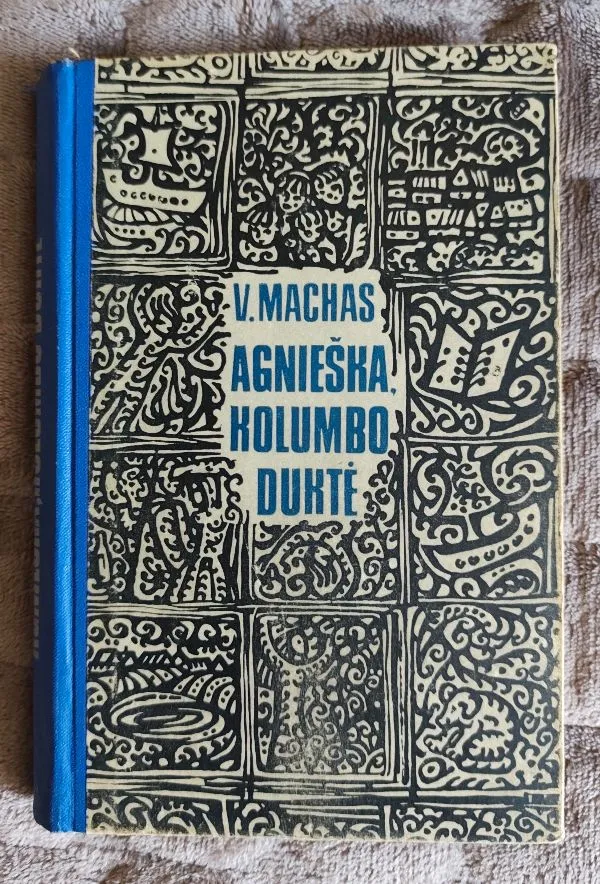 V. MACHAS
AGNIEŠKA,
KOLUMBO
DUKTĖ